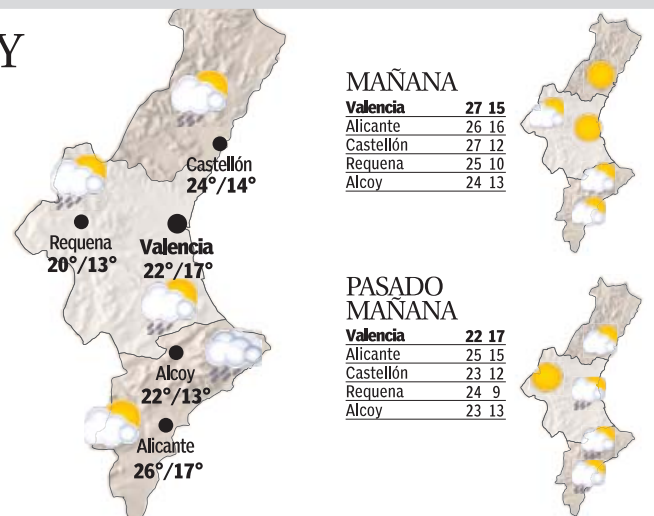 Y
Castellón
24°/14°
Requena
20°/13°
Valencia
22°/17°
Alcoy
22°/13°
Alicante
26°/17°
MAÑANA
Valencia 27 15
Alicante 26 16
Castellón 27 12
Requena 25 10
Alcoy 24 13
PASADO
MAÑANA
Valencia 22 17
Alicante 25 15
Castellón 23 12
Requena 24 9
Alcoy 23 13